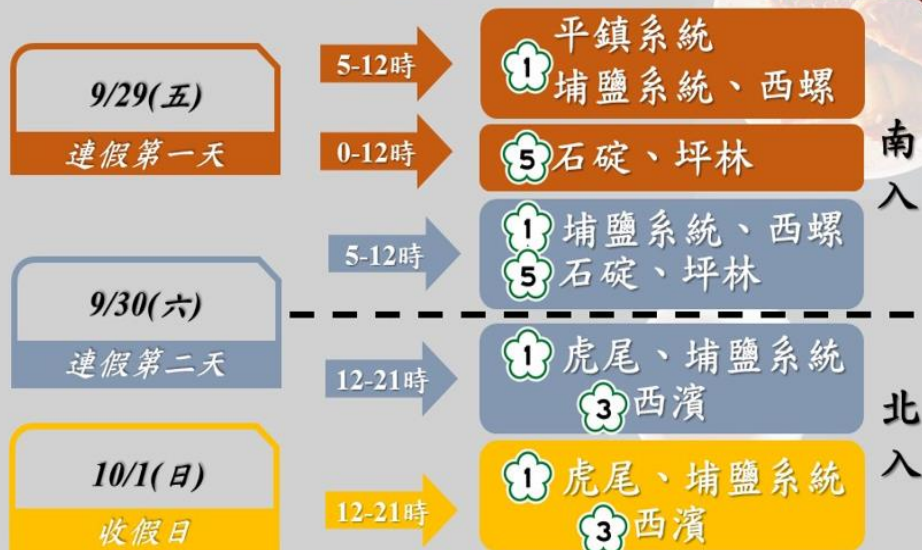 9/29(五)
連假第一天
5-12時
1 平鎮系統
埔鹽系統、西螺
0-12時
5 石碇、坪林
南入
9/30(六)
連假第二天
5-12時
1 埔鹽系統、西螺
5 石碇、坪林
12-21時
1 虎尾、埔鹽系統
3 西濱
北入
10/1(日)
收假日
12-21時
1 虎尾、埔鹽系統
3 西濱